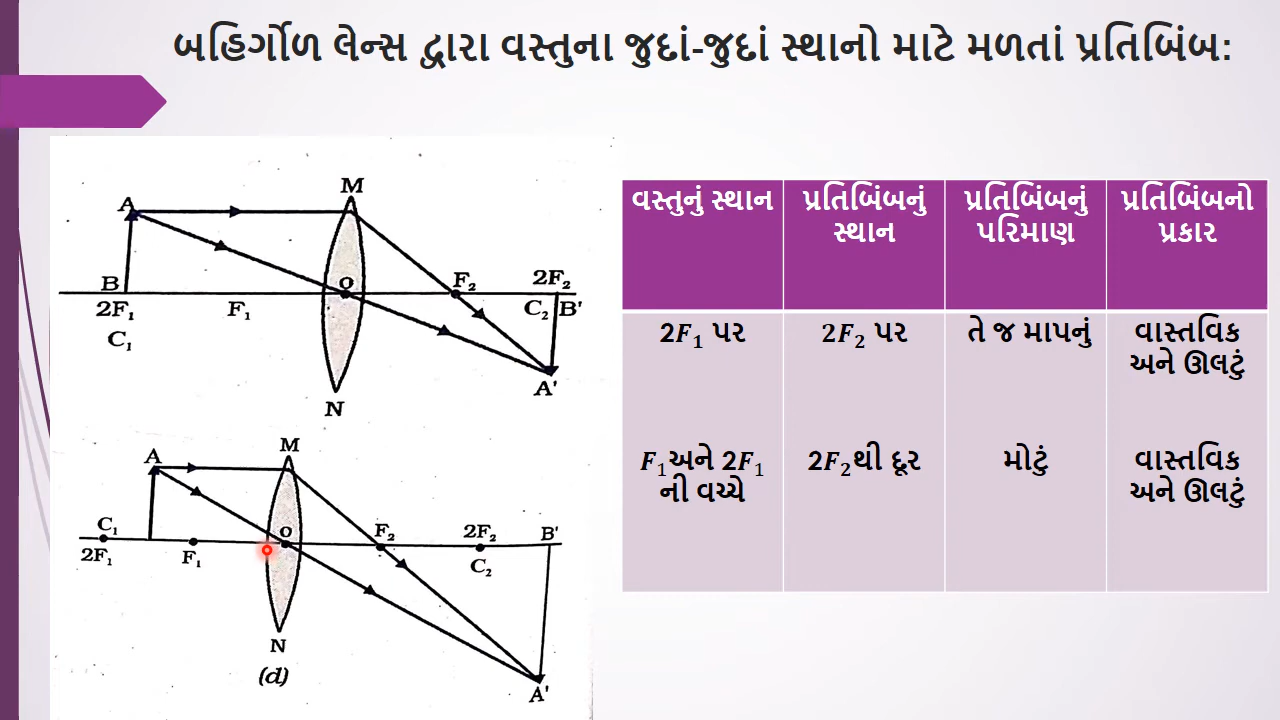 બહિર્ગોળ લેન્સ દ્વારા વસ્તુના જુદાં-જુદાં સ્થાનો માટે મળતાં પ્રતિબિંબ:
M
A
B
O
F₂
2F₂
2F₁
F₁
C₂
B'
C₁
A'
N
M
A
C₁
O
F₂
2F₂
B'
2F₁
F₁
C₂
N
(d)
A'
વસ્તુનું સ્થાન
પ્રતિબિંબનું
સ્થાન
પ્રતિબિંબનું
પરિમાણ
પ્રતિબિંબનો
પ્રકાર
2F₁ પર
2F₂ પર
તે જ માપનું
વાસ્તવિક
અને ઊલટું
F₁અને 2F₁
ની વચ્ચે
2F₂થી દૂર
મોટું
વાસ્તવિક
અને ઊલટું